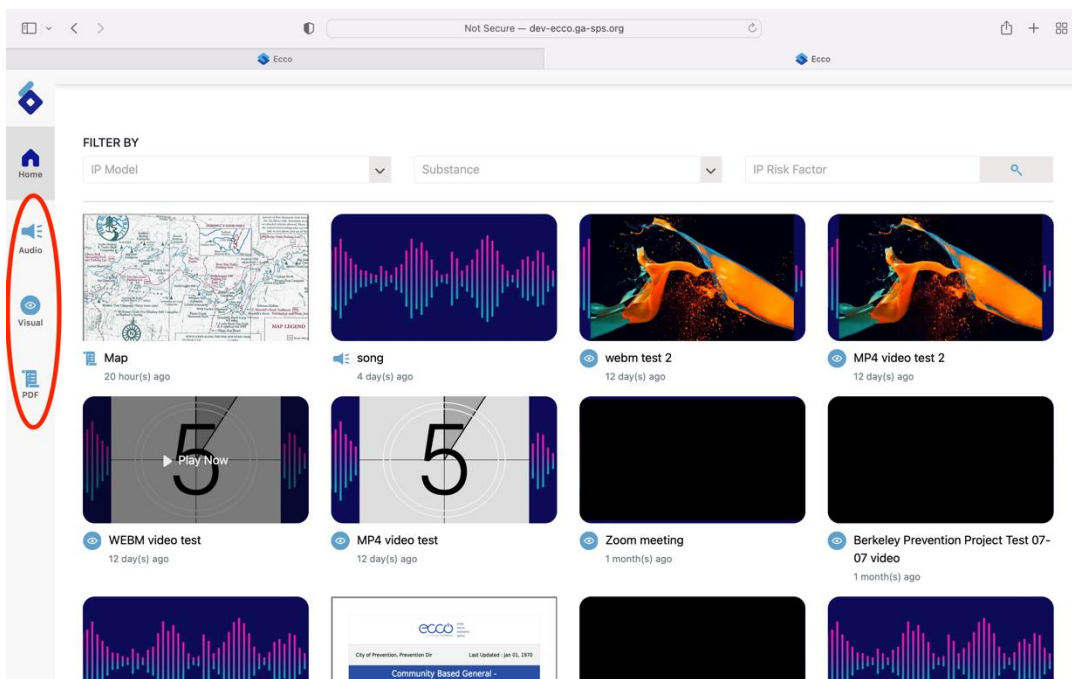 Not Secure — dev-ecco.ga-sps.org
Ecco
Ecco
Home
Audio
Visual
PDF
FILTER BY
IP Model
Substance
IP Risk Factor
MAP LEGEND
Map
20 hour(s) ago
song
4 day(s) ago
webm test 2
12 day(s) ago
MP4 video test 2
12 day(s) ago
5
Play Now
WEBM video test
12 day(s) ago
5
MP4 video test
12 day(s) ago
Zoom meeting
1 month(s) ago
Berkeley Prevention Project Test 07-
07 video
1 month(s) ago
ecco
City of Prevention, Prevention Dir
Last Updated : Jan 01, 1970
Community Based General -